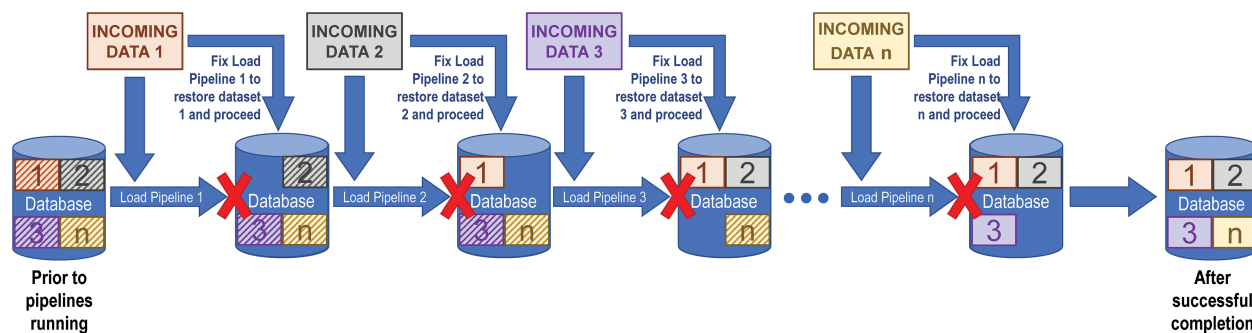 INCOMING
DATA 1
INCOMING
DATA 2
INCOMING
DATA 3
INCOMING
DATA n
Fix Load
Pipeline 1 to
restore dataset
1 and proceed
Fix Load
Pipeline 2 to
restore dataset
2 and proceed
Fix Load
Pipeline 3 to
restore dataset
3 and proceed
Fix Load
Pipeline n to
restore dataset
n and proceed
1 2
Database
3 n
Load Pipeline 1
2
Database
3 n
Load Pipeline 2
1
Database
3 n
Load Pipeline 3
1 2
Database
n
Load Pipeline n
1 2
Database
3
1 2
Database
3 n
Prior to
pipelines
running
After
successful
completion